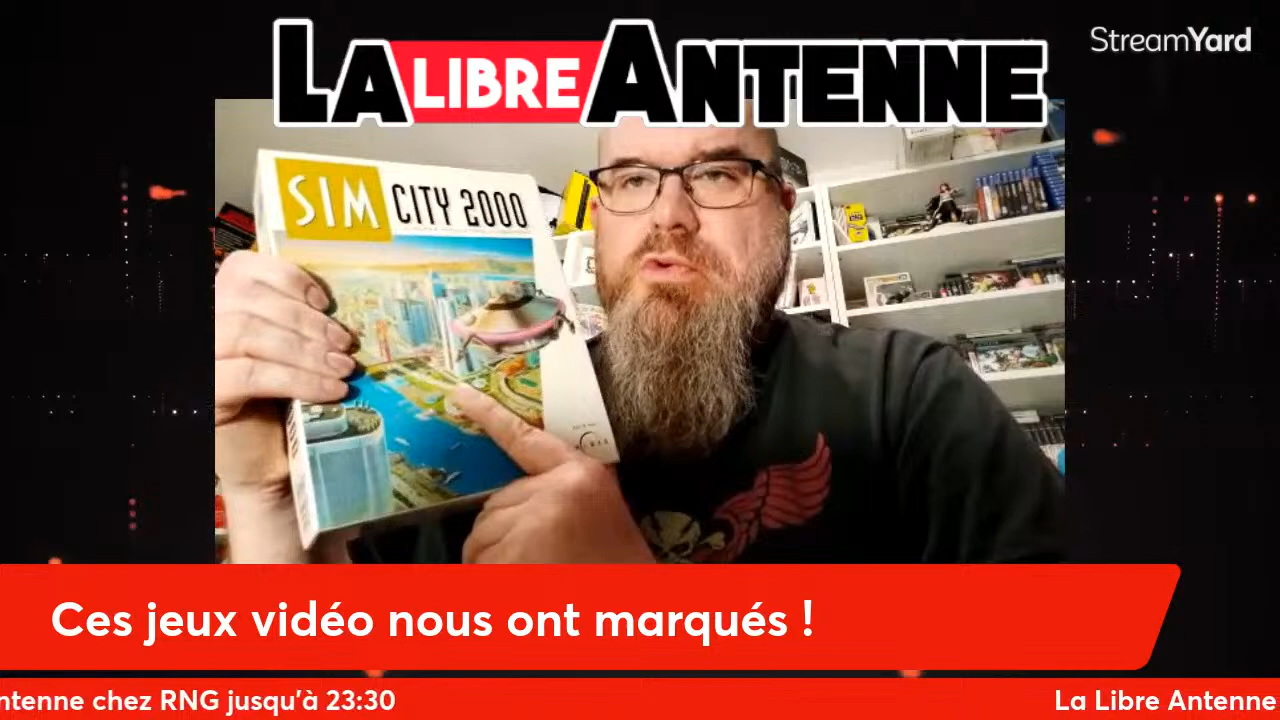 LA LIBRE ANTENNE
StreamYard
SIM CITY 2000
MAXIS
Ces jeux vidéo nous ont marqués !
ntenne chez RNG jusqu'à 23:30
La Libre Antenne